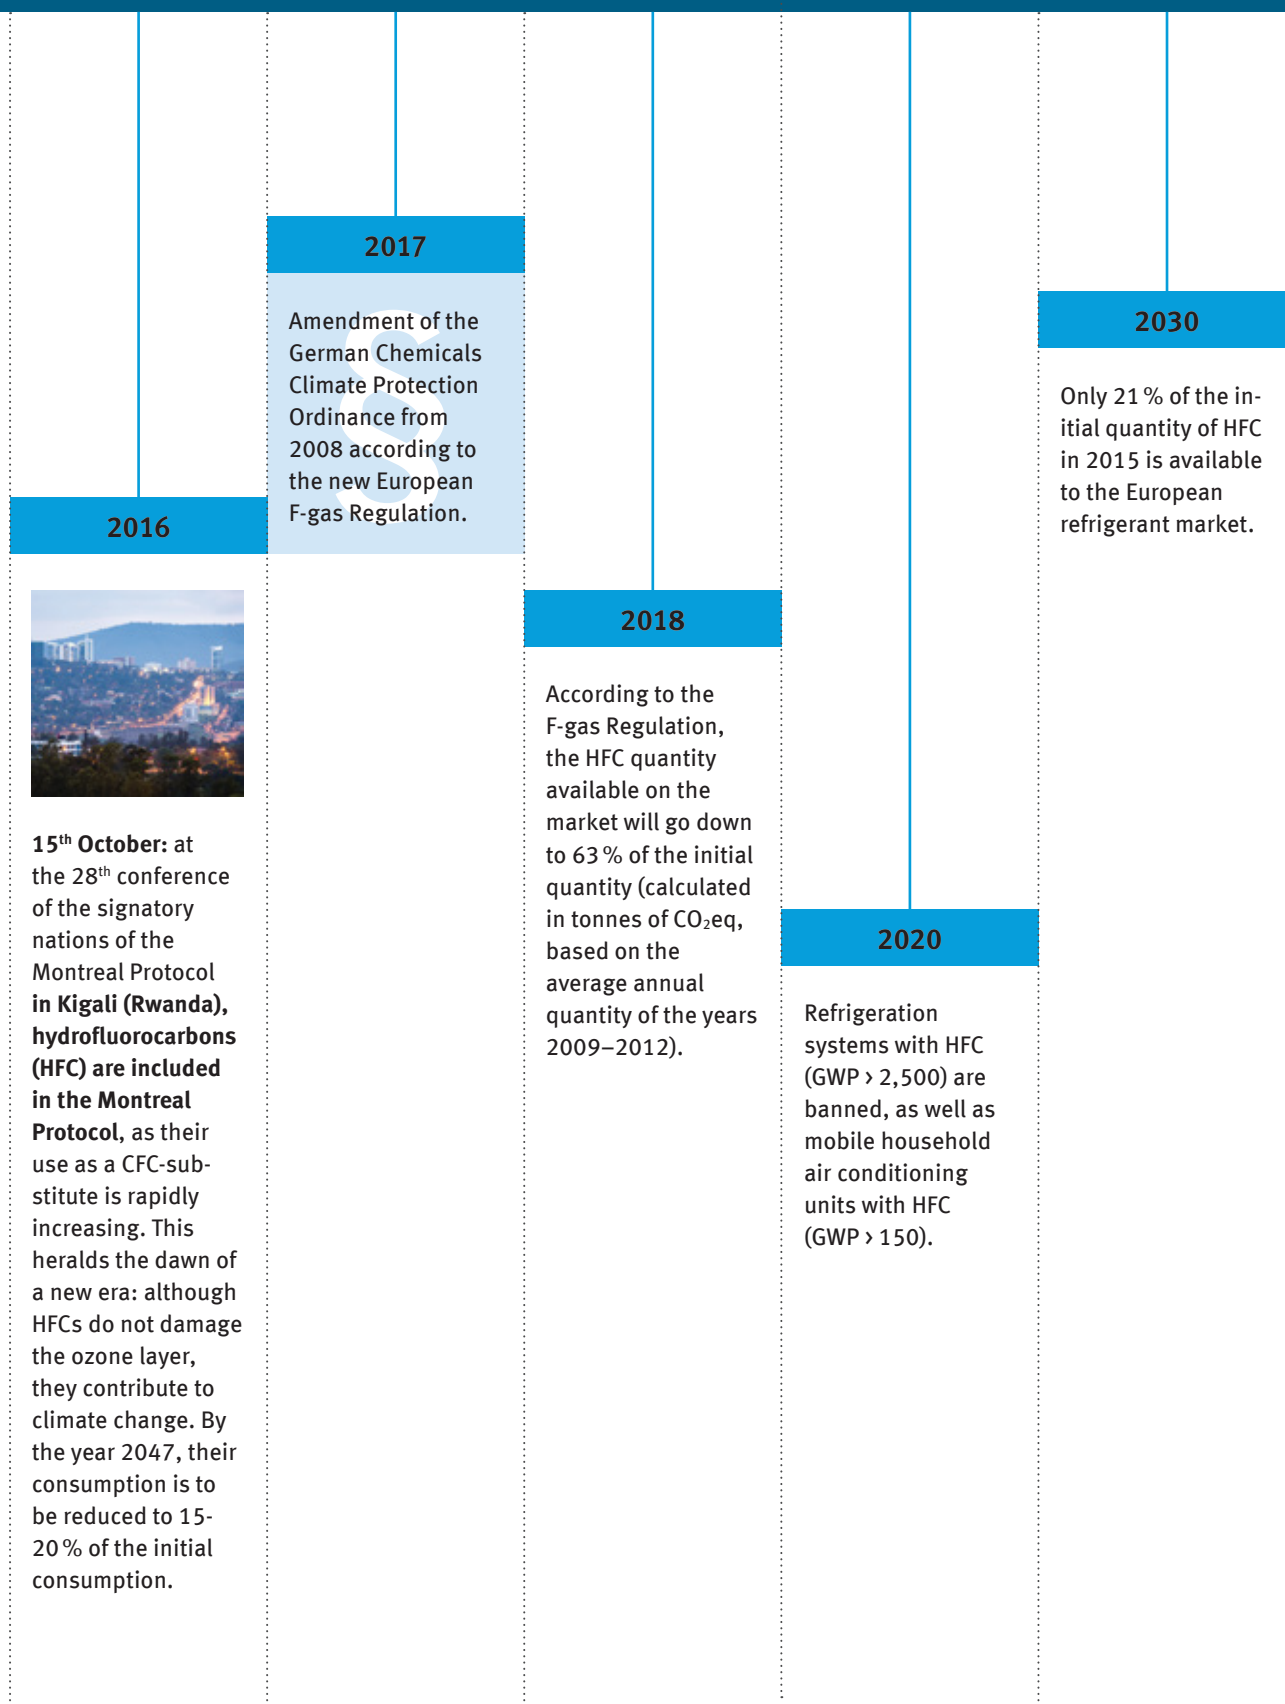 2016
15th October: at
the 28th conference
of the signatory
nations of the
Montreal Protocol
in Kigali (Rwanda),
hydrofluorocarbons
(HFC) are included
in the Montreal
Protocol, as their
use as a CFC-sub-
stitute is rapidly
increasing. This
heralds the dawn of
a new era: although
HFCs do not damage
the ozone layer,
they contribute to
climate change. By
the year 2047, their
consumption is to
be reduced to 15-
20 % of the initial
consumption.
2017
§
Amendment of the
German Chemicals
Climate Protection
Ordinance from
2008 according to
the new European
F-gas Regulation.
2018
According to the
F-gas Regulation,
the HFC quantity
available on the
market will go down
to 63 % of the initial
quantity (calculated
in tonnes of CO₂eq,
based on the
average annual
quantity of the years
2009–2012).
2020
Refrigeration
systems with HFC
(GWP › 2,500) are
banned, as well as
mobile household
air conditioning
units with HFC
(GWP › 150).
2030
Only 21 % of the in-
itial quantity of HFC
in 2015 is available
to the European
refrigerant market.